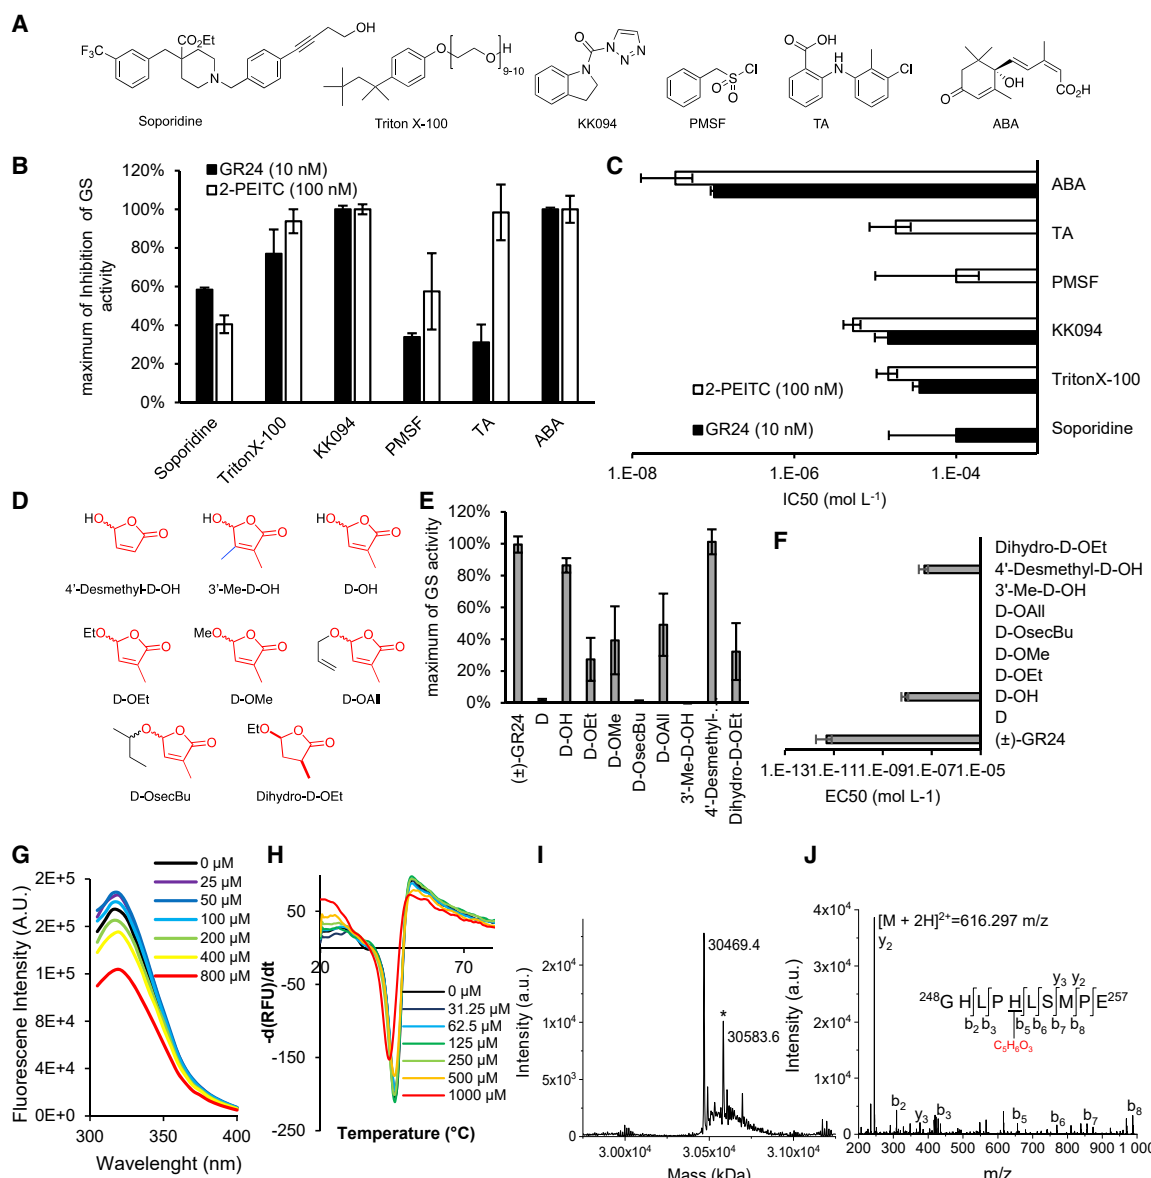 A
F3C
CO2Et
N
OH
Soporidine
O
O
H
9-10
Triton X-100
O
N
N
N
N
KK094
Cl
S
O
O
PMSF
O
OH
N
H
Cl
TA
O
OH
CO2H
ABA
B
maximum of Inhibition of GS
activity
120%
100%
80%
60%
40%
20%
0%
GR24 (10 nM)
2-PEITC (100 nM)
Soporidine
TritonX-100
KK094
PMSF
TA
ABA
C
ABA
TA
PMSF
KK094
TritonX-100
Soporidine
2-PEITC (100 nM)
GR24 (10 nM)
1.E-08
1.E-06
1.E-04
IC50 (mol L-1)
D
HO
O
O
4'-Desmethyl-D-OH
HO
O
O
3'-Me-D-OH
HO
O
O
D-OH
EtO
O
O
D-OEt
MeO
O
O
D-OMe
O
O
O
D-OAll
O
O
O
D-OsecBu
EtO
O
O
Dihydro-D-OEt
E
maximum of GS activity
120%
100%
80%
60%
40%
20%
0%
(±)-GR24
D
D-OH
D-OEt
D-OMe
D-OsecBu
D-OAll
3'-Me-D-OH
4'-Desmethyl-…
Dihydro-D-OEt
F
Dihydro-D-OEt
4'-Desmethyl-D-OH
3'-Me-D-OH
D-OAll
D-OsecBu
D-OMe
D-OEt
D-OH
D
(±)-GR24
1.E-131.E-111.E-091.E-071.E-05
EC50 (mol L-1)
G
Fluorescene Intensity (A.U.)
2E+5
2E+5
1E+5
8E+4
4E+4
0E+0
0 µM
25 µM
50 µM
100 µM
200 µM
400 µM
800 µM
300
350
400
Wavelenght (nm)
H
-d(RFU)/dt
50
-50
-150
-250
20
70
0 µM
31.25 µM
62.5 µM
125 µM
250 µM
500 µM
1000 µM
Temperature (°C)
I
Intensity (a.u.)
2x10⁴
1x10⁴
5x10³
0
30469.4
*
30583.6
3.00x10⁴
3.05x10⁴
3.10x10⁴
Mass (kDa)
J
Intensity (a.u.)
4x10⁴
3x10⁴
2x10⁴
1x10⁴
0
[M + 2H]2+=616.297 m/z
y2
y3 y2
248G H L P H L S M P E257
b2 b3 b5 b6 b7 b8
C5H6O3
b2
y3
b3
b5
b6
b7
b8
200 300 400 500 600 700 800 900 1 000
m/z